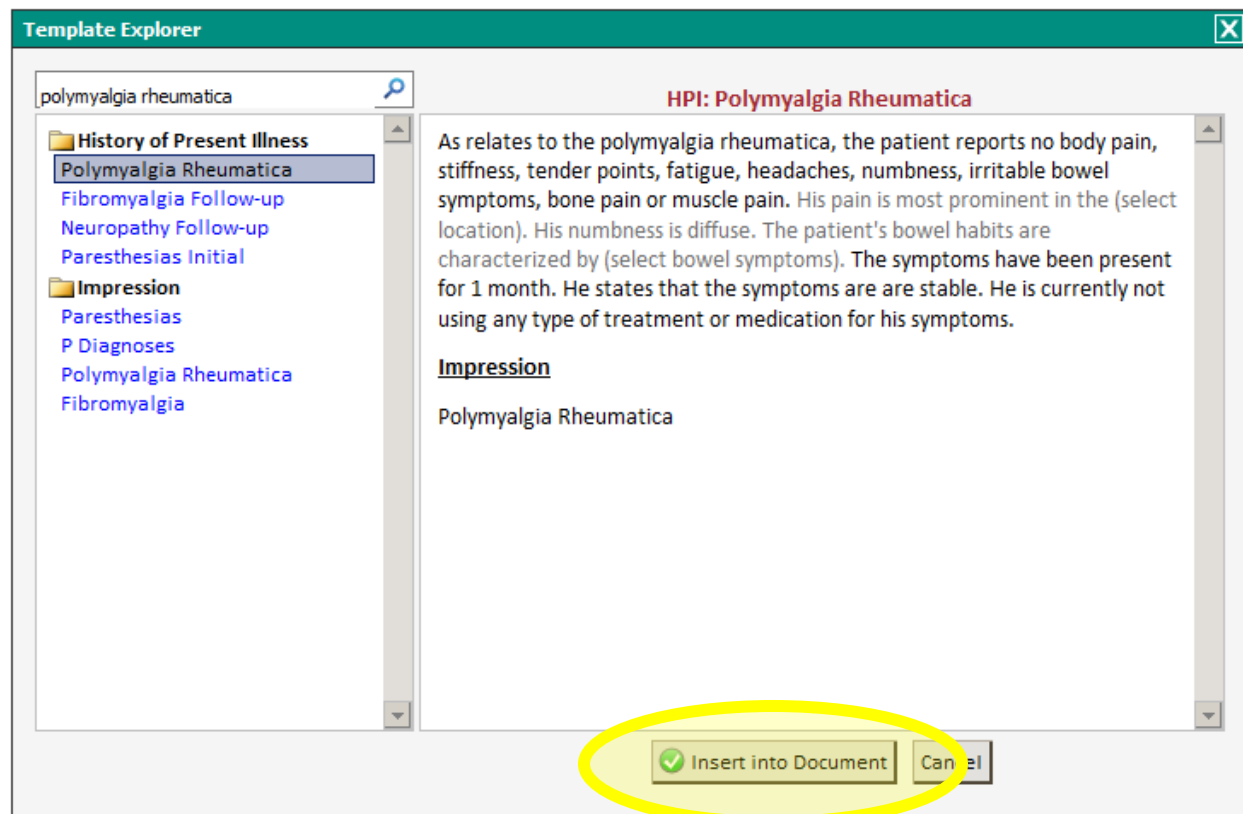 Template Explorer
X
polymyalgia rheumatica
HPI: Polymyalgia Rheumatica
History of Present Illness
Polymyalgia Rheumatica
Fibromyalgia Follow-up
Neuropathy Follow-up
Paresthesias Initial
Impression
Paresthesias
P Diagnoses
Polymyalgia Rheumatica
Fibromyalgia
As relates to the polymyalgia rheumatica, the patient reports no body pain,
stiffness, tender points, fatigue, headaches, numbness, irritable bowel
symptoms, bone pain or muscle pain. His pain is most prominent in the (select
location). His numbness is diffuse. The patient's bowel habits are
characterized by (select bowel symptoms). The symptoms have been present
for 1 month. He states that the symptoms are are stable. He is currently not
using any type of treatment or medication for his symptoms.
Impression
Polymyalgia Rheumatica
Insert into Document
Cancel